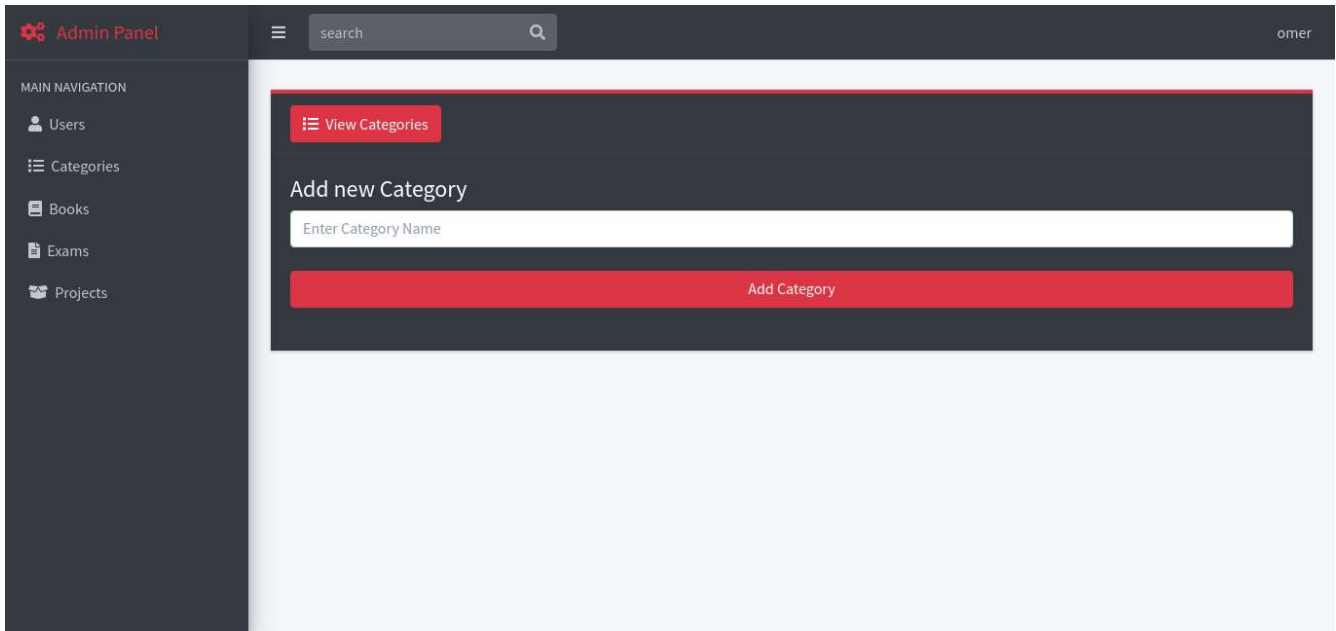 Admin Panel
search
omer
MAIN NAVIGATION
Users
Categories
Books
Exams
Projects
View Categories
Add new Category
Enter Category Name
Add Category